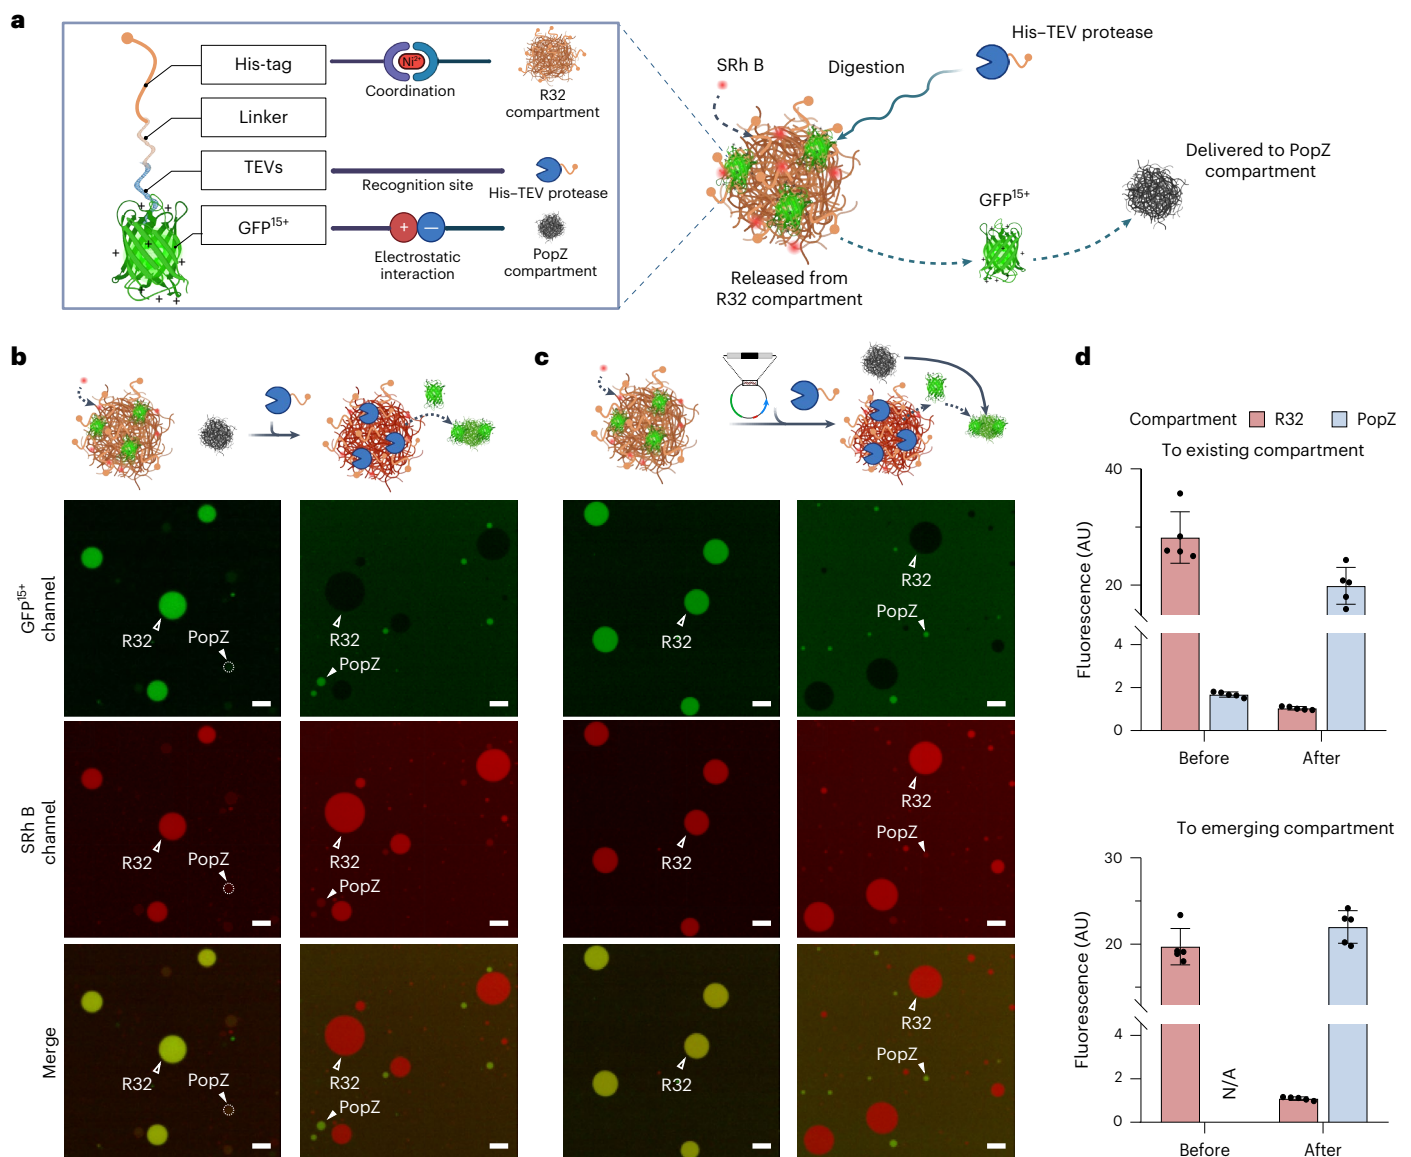 a
His-tag
Linker
TEVs
GFP15+
Ni2+
Coordination
R32
compartment
Recognition site
His–TEV protease
+
—
Electrostatic
interaction
PopZ
compartment
SRh B
Digestion
His–TEV protease
Released from
R32 compartment
GFP15+
Delivered to PopZ
compartment
b
c
d
GFP15+
channel
R32
PopZ
R32
PopZ
R32
R32
PopZ
SRh B
channel
R32
PopZ
R32
PopZ
R32
R32
PopZ
Merge
R32
PopZ
R32
PopZ
R32
R32
PopZ
Compartment R32 PopZ
To existing compartment
Fluorescence (AU)
40
20
4
2
0
Before After
To emerging compartment
Fluorescence (AU)
30
20
4
2
0
N/A
Before After